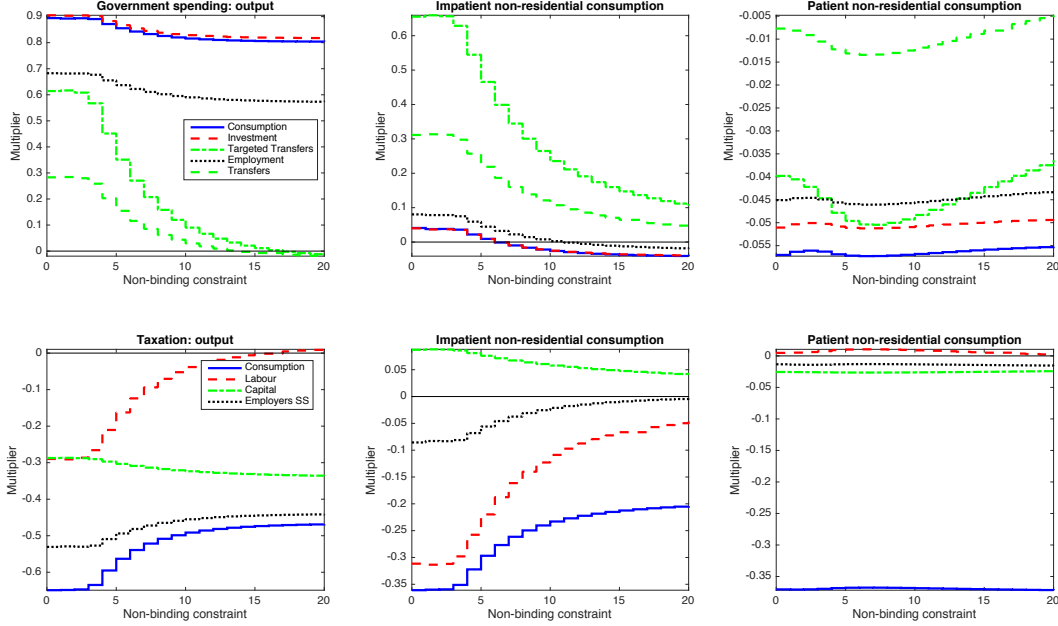 Government spending: output
Multiplier
0.9
0.8
0.7
0.6
0.5
0.4
0.3
0.2
0.1
0
0 5 10 15 20
Non-binding constraint
Consumption
Investment
Targeted Transfers
Employment
Transfers
Impatient non-residential consumption
Multiplier
0.6
0.5
0.4
0.3
0.2
0.1
0
0 5 10 15 20
Non-binding constraint
Patient non-residential consumption
Multiplier
-0.005
-0.01
-0.015
-0.02
-0.025
-0.03
-0.035
-0.04
-0.045
-0.05
-0.055
0 5 10 15 20
Non-binding constraint
Taxation: output
Multiplier
0
-0.1
-0.2
-0.3
-0.4
-0.5
-0.6
0 5 10 15 20
Non-binding constraint
Consumption
Labour
Capital
Employers SS
Impatient non-residential consumption
Multiplier
0.05
0
-0.05
-0.1
-0.15
-0.2
-0.25
-0.3
-0.35
0 5 10 15 20
Non-binding constraint
Patient non-residential consumption
Multiplier
0
-0.05
-0.1
-0.15
-0.2
-0.25
-0.3
-0.35
0 5 10 15 20
Non-binding constraint